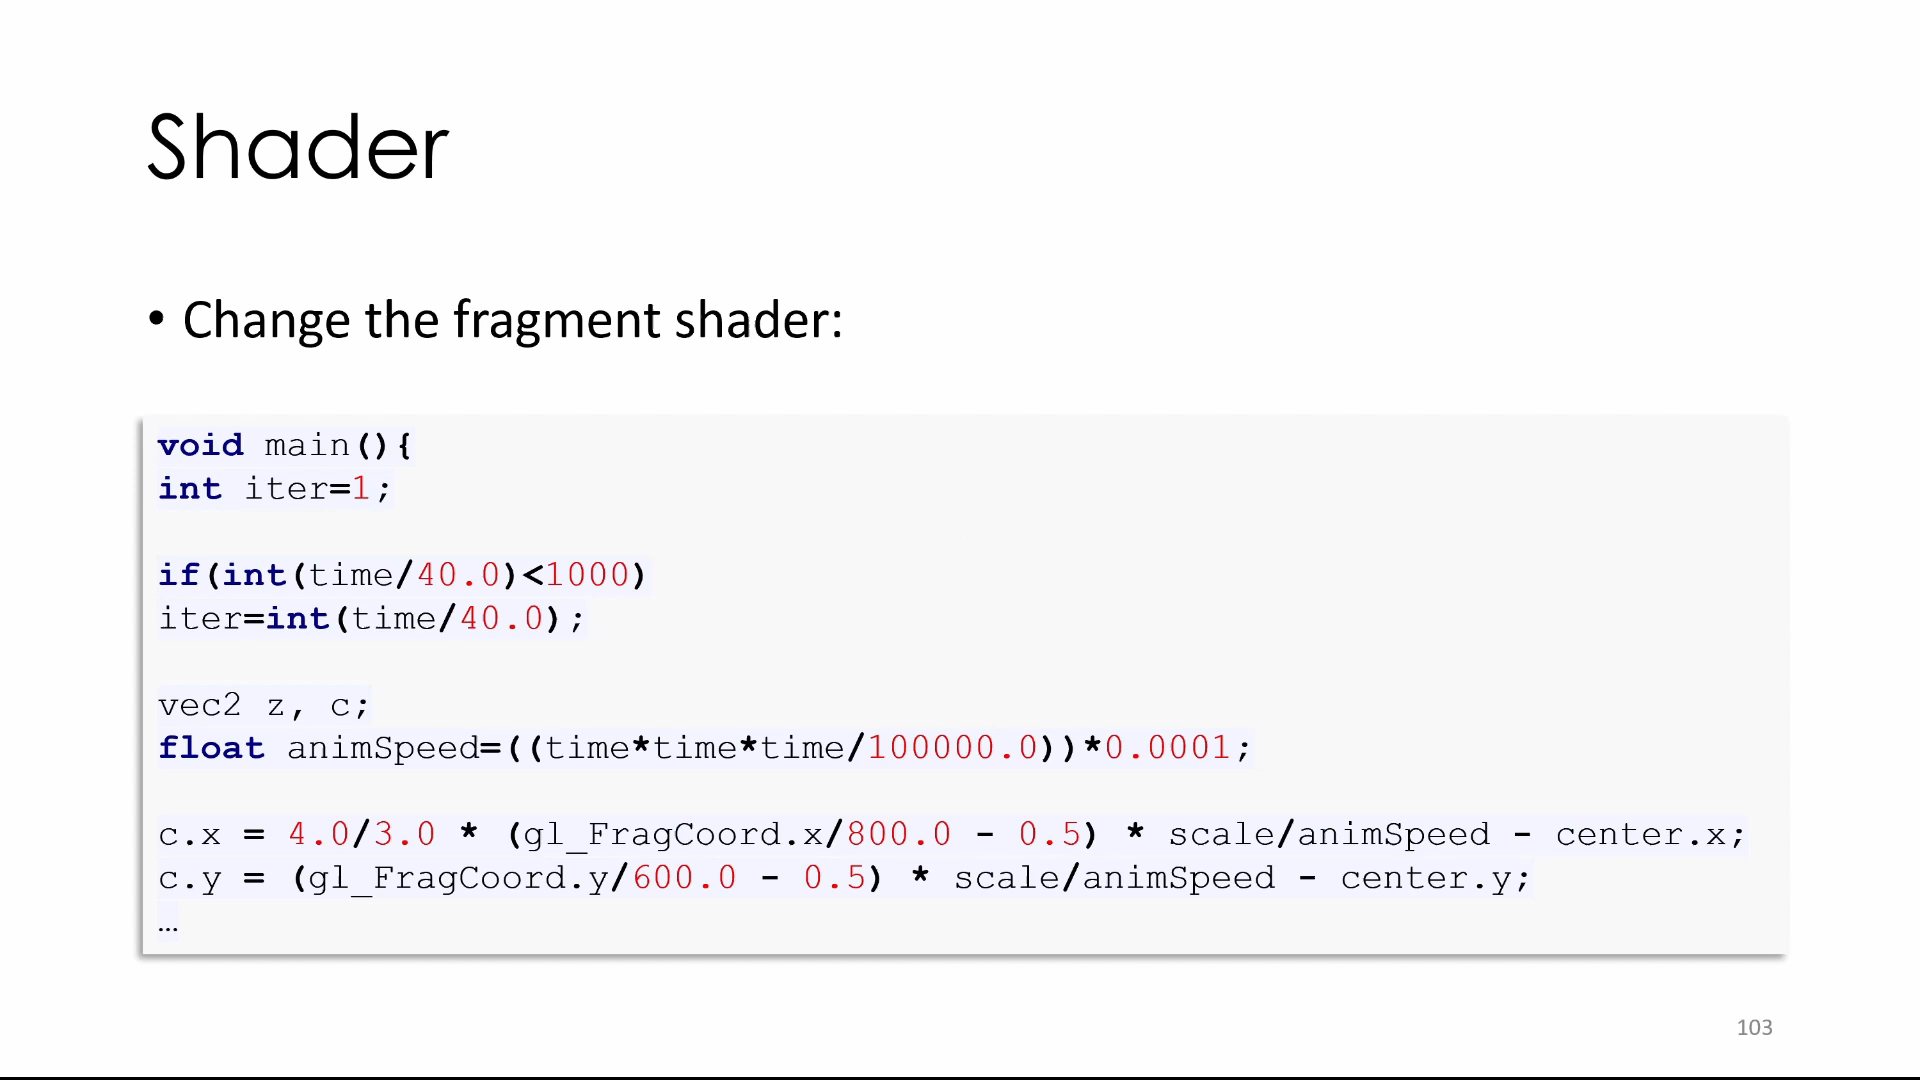 Shader
• Change the fragment shader:
void main(){
int iter=1;
if(int(time/40.0)<1000)
iter=int(time/40.0);
vec2 z, c;
float animSpeed=((time*time*time/100000.0))*0.0001;
c.x = 4.0/3.0 * (gl_FragCoord.x/800.0 - 0.5) * scale/animSpeed - center.x;
c.y = (gl_FragCoord.y/600.0 - 0.5) * scale/animSpeed - center.y;
…
103